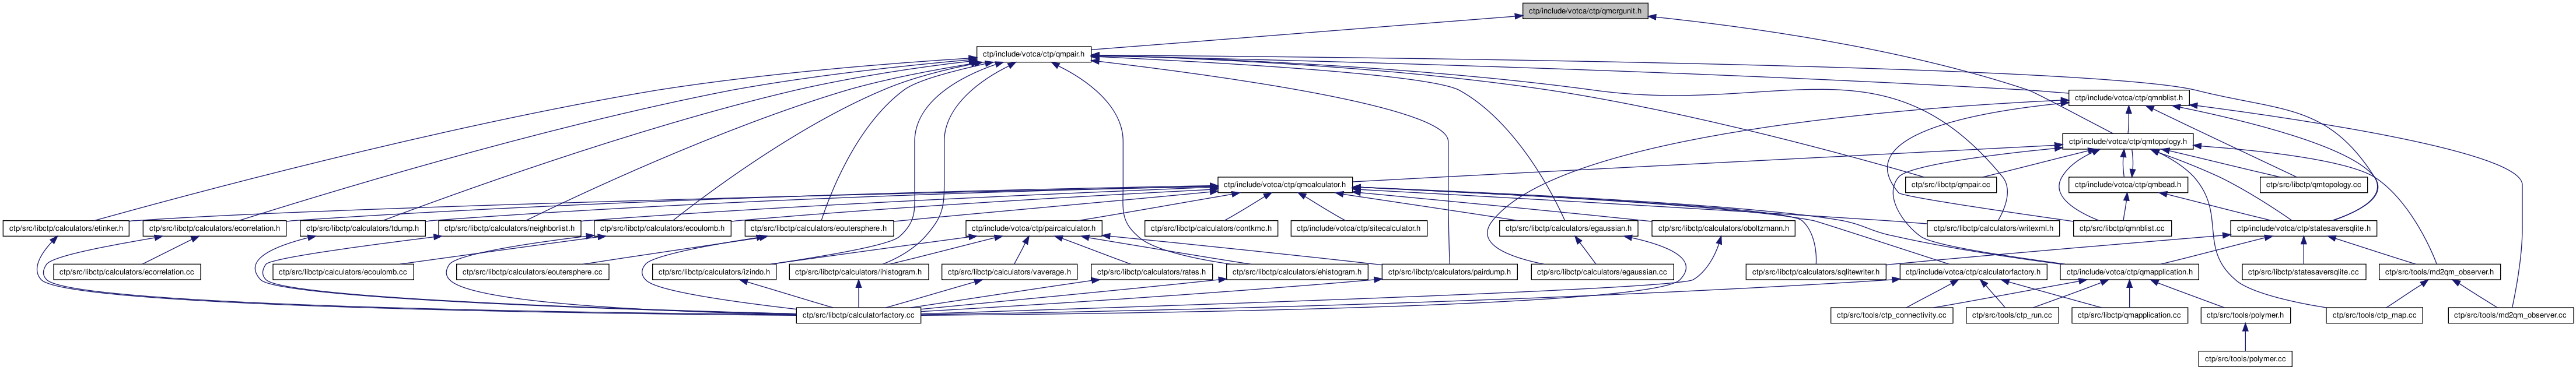 ctp/include/votca/ctp/qmcrgunit.h
ctp/include/votca/ctp/qmpair.h
ctp/include/votca/ctp/qmnblist.h
ctp/include/votca/ctp/qmtopology.h
ctp/include/votca/ctp/qmcalculator.h
ctp/src/libctp/qmpair.cc
ctp/include/votca/ctp/qmbead.h
ctp/src/libctp/qmtopology.cc
ctp/src/libctp/calculators/etinker.h
ctp/src/libctp/calculators/ecorrelation.h
ctp/src/libctp/calculators/tdump.h
ctp/src/libctp/calculators/neighborlist.h
ctp/src/libctp/calculators/ecoulomb.h
ctp/src/libctp/calculators/eoutersphere.h
ctp/include/votca/ctp/paircalculator.h
ctp/src/libctp/calculators/contkmc.h
ctp/include/votca/ctp/sitecalculator.h
ctp/src/libctp/calculators/egaussian.h
ctp/src/libctp/calculators/oboltzmann.h
ctp/src/libctp/calculators/writexml.h
ctp/src/libctp/qmnblist.cc
ctp/include/votca/ctp/statesaversqlite.h
ctp/src/libctp/calculators/ecorrelation.cc
ctp/src/libctp/calculators/ecoulomb.cc
ctp/src/libctp/calculators/eoutersphere.cc
ctp/src/libctp/calculators/izindo.h
ctp/src/libctp/calculators/ihistogram.h
ctp/src/libctp/calculators/vaverage.h
ctp/src/libctp/calculators/rates.h
ctp/src/libctp/calculators/ehistogram.h
ctp/src/libctp/calculators/pairdump.h
ctp/src/libctp/calculators/egaussian.cc
ctp/src/libctp/calculators/sqlitewriter.h
ctp/include/votca/ctp/calculatorfactory.h
ctp/include/votca/ctp/qmapplication.h
ctp/src/libctp/statesaversqlite.cc
ctp/src/tools/md2qm_observer.h
ctp/src/libctp/calculatorfactory.cc
ctp/src/tools/ctp_connectivity.cc
ctp/src/tools/ctp_run.cc
ctp/src/libctp/qmapplication.cc
ctp/src/tools/polymer.h
ctp/src/tools/ctp_map.cc
ctp/src/tools/md2qm_observer.cc
ctp/src/tools/polymer.cc